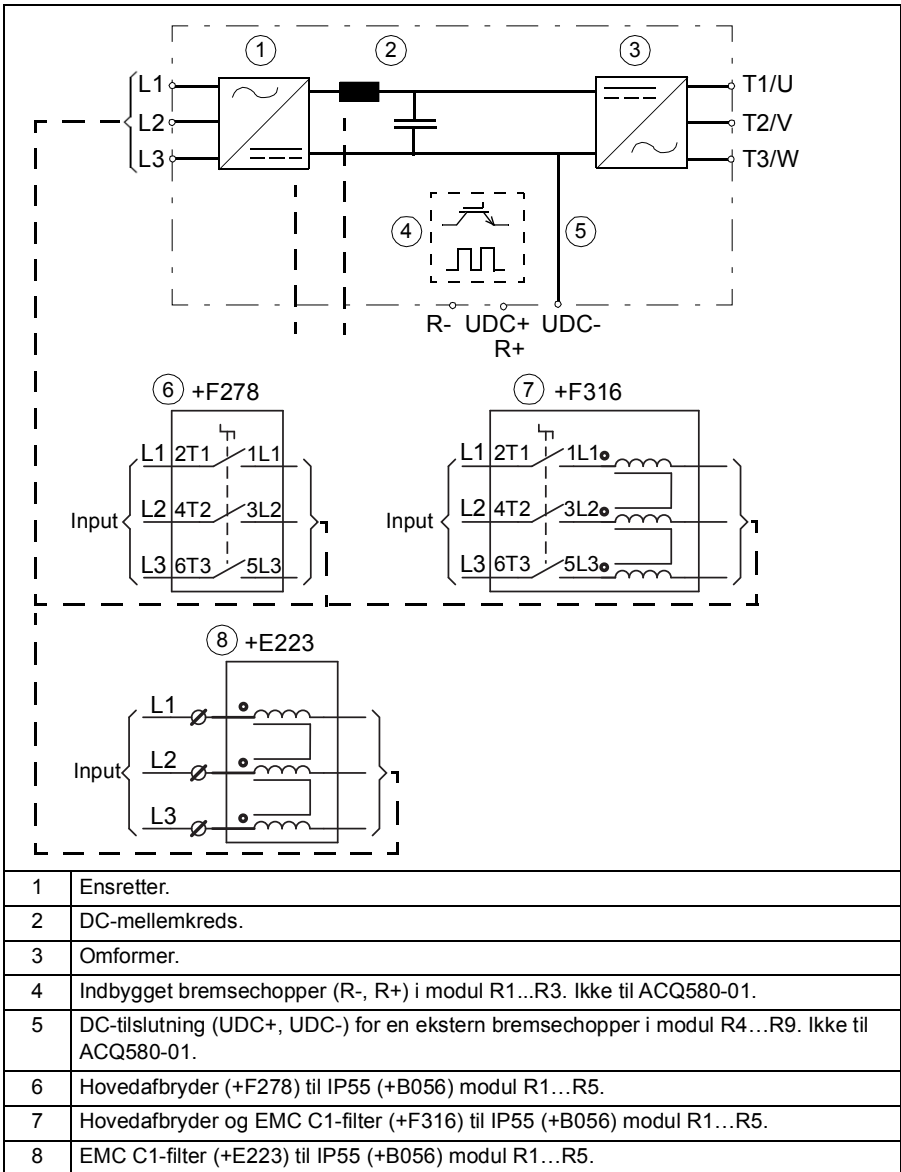 1 2 3
L1 T1/U
L2 T2/V
L3 T3/W
4 5
R- UDC+ UDC-
R+
6 +F278 7 +F316
L1 2T1 1L1 L1 2T1 1L1
Input L2 4T2 3L2 Input L2 4T2 3L2
L3 6T3 5L3 L3 6T3 5L3
8 +E223
L1
Input L2
L3
1 Ensretter.
2 DC-mellemkreds.
3 Omformer.
4 Indbygget bremsechopper (R-, R+) i modul R1...R3. Ikke til ACQ580-01.
5 DC-tilslutning (UDC+, UDC-) for en ekstern bremsechopper i modul R4…R9. Ikke til
ACQ580-01.
6 Hovedafbryder (+F278) til IP55 (+B056) modul R1…R5.
7 Hovedafbryder og EMC C1-filter (+F316) til IP55 (+B056) modul R1…R5.
8 EMC C1-filter (+E223) til IP55 (+B056) modul R1…R5.